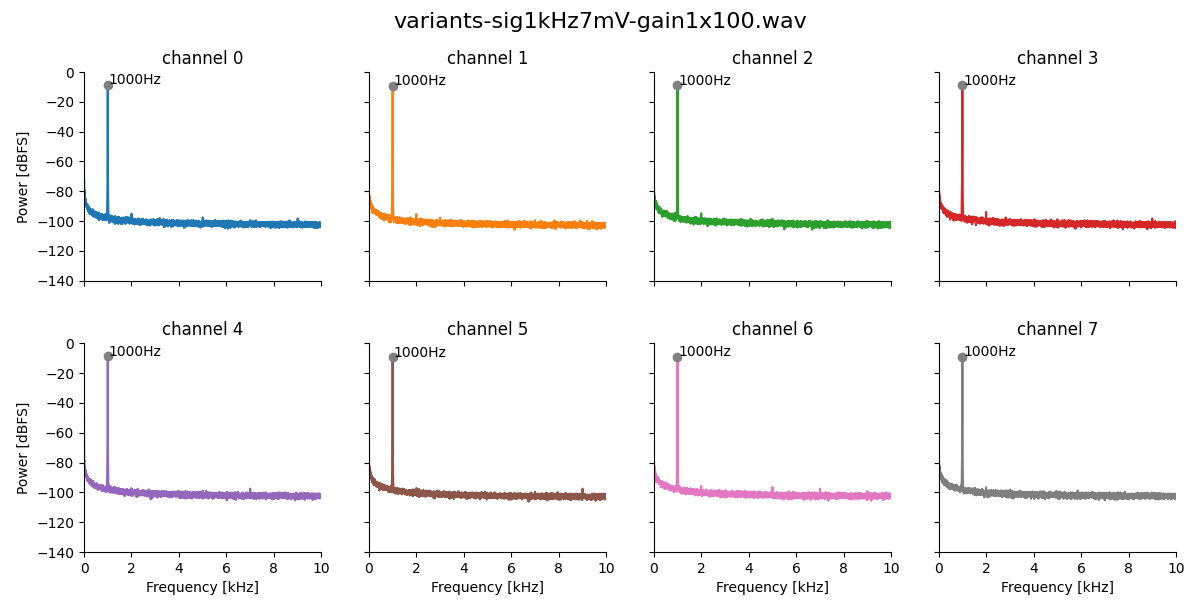 variants-sig1kHz7mV-gain1x100.wav
channel 0
channel 1
channel 2
channel 3
0
−20
−40
−60
−80
−100
−120
−140
Power [dBFS]
1000Hz
1000Hz
1000Hz
1000Hz
channel 4
channel 5
channel 6
channel 7
0
−20
−40
−60
−80
−100
−120
−140
Power [dBFS]
1000Hz
1000Hz
1000Hz
1000Hz
0 2 4 6 8 10
0 2 4 6 8 10
0 2 4 6 8 10
0 2 4 6 8 10
Frequency [kHz]
Frequency [kHz]
Frequency [kHz]
Frequency [kHz]